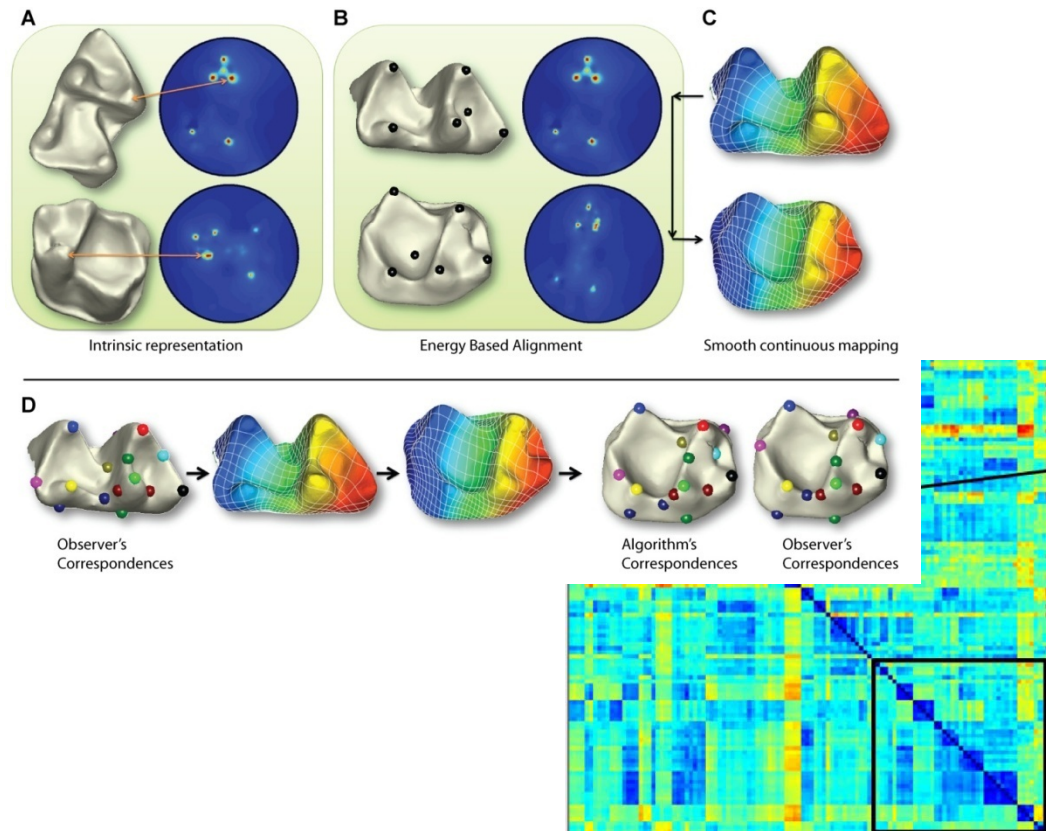 A
B
C
Intrinsic representation
Energy Based Alignment
Smooth continuous mapping
D
Observer's
Correspondences
Algorithm's
Correspondences
Observer's
Correspondences